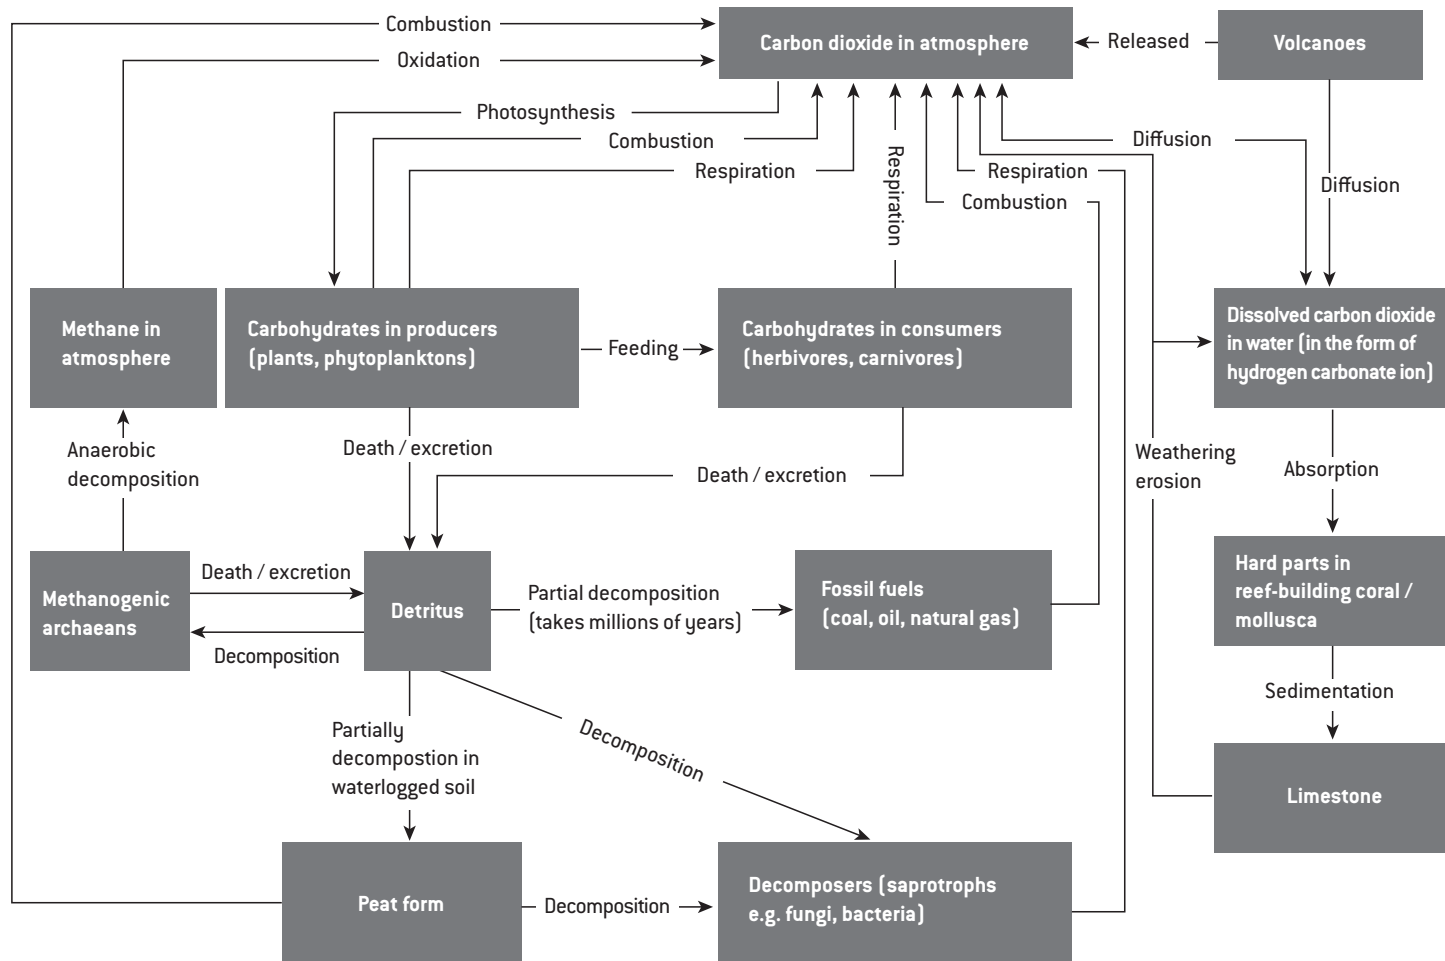 Combustion
Carbon dioxide in atmosphere
Released
Volcanoes
Oxidation
Photosynthesis
Combustion
Diffusion
Respiration
Respiration
Respiration
Combustion
Diffusion
Methane in
atmosphere
Carbohydrates in producers
(plants, phytoplanktons)
Feeding
Carbohydrates in consumers
(herbivores, carnivores)
Dissolved carbon dioxide
in water (in the form of
hydrogen carbonate ion)
Anaerobic
decomposition
Death / excretion
Death / excretion
Weathering
erosion
Absorption
Methanogenic
archaeans
Death / excretion
Decomposition
Detritus
Partial decomposition
(takes millions of years)
Fossil fuels
(coal, oil, natural gas)
Hard parts in
reef-building coral /
mollusca
Sedimentation
Partially
decompostion in
waterlogged soil
Decomposition
Limestone
Peat form
Decomposition
Decomposers (saprotrophs
e.g. fungi, bacteria)